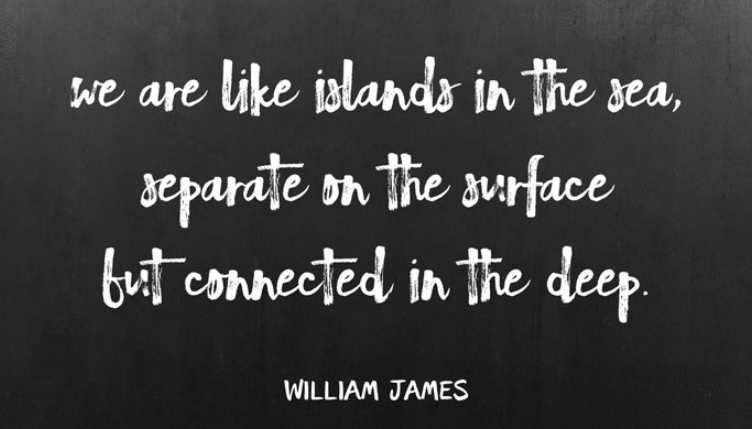 we are like islands in the sea,
separate on the surface
but connected in the deep.
WILLIAM JAMES